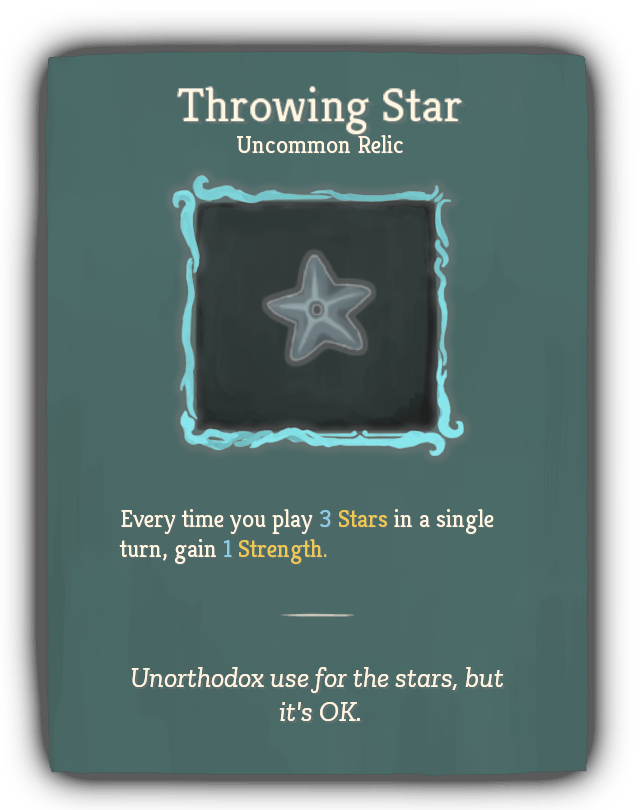 Throwing Star
Uncommon Relic
Every time you play 3 Stars in a single
turn, gain 1 Strength.
Unorthodox use for the stars, but
it's OK.